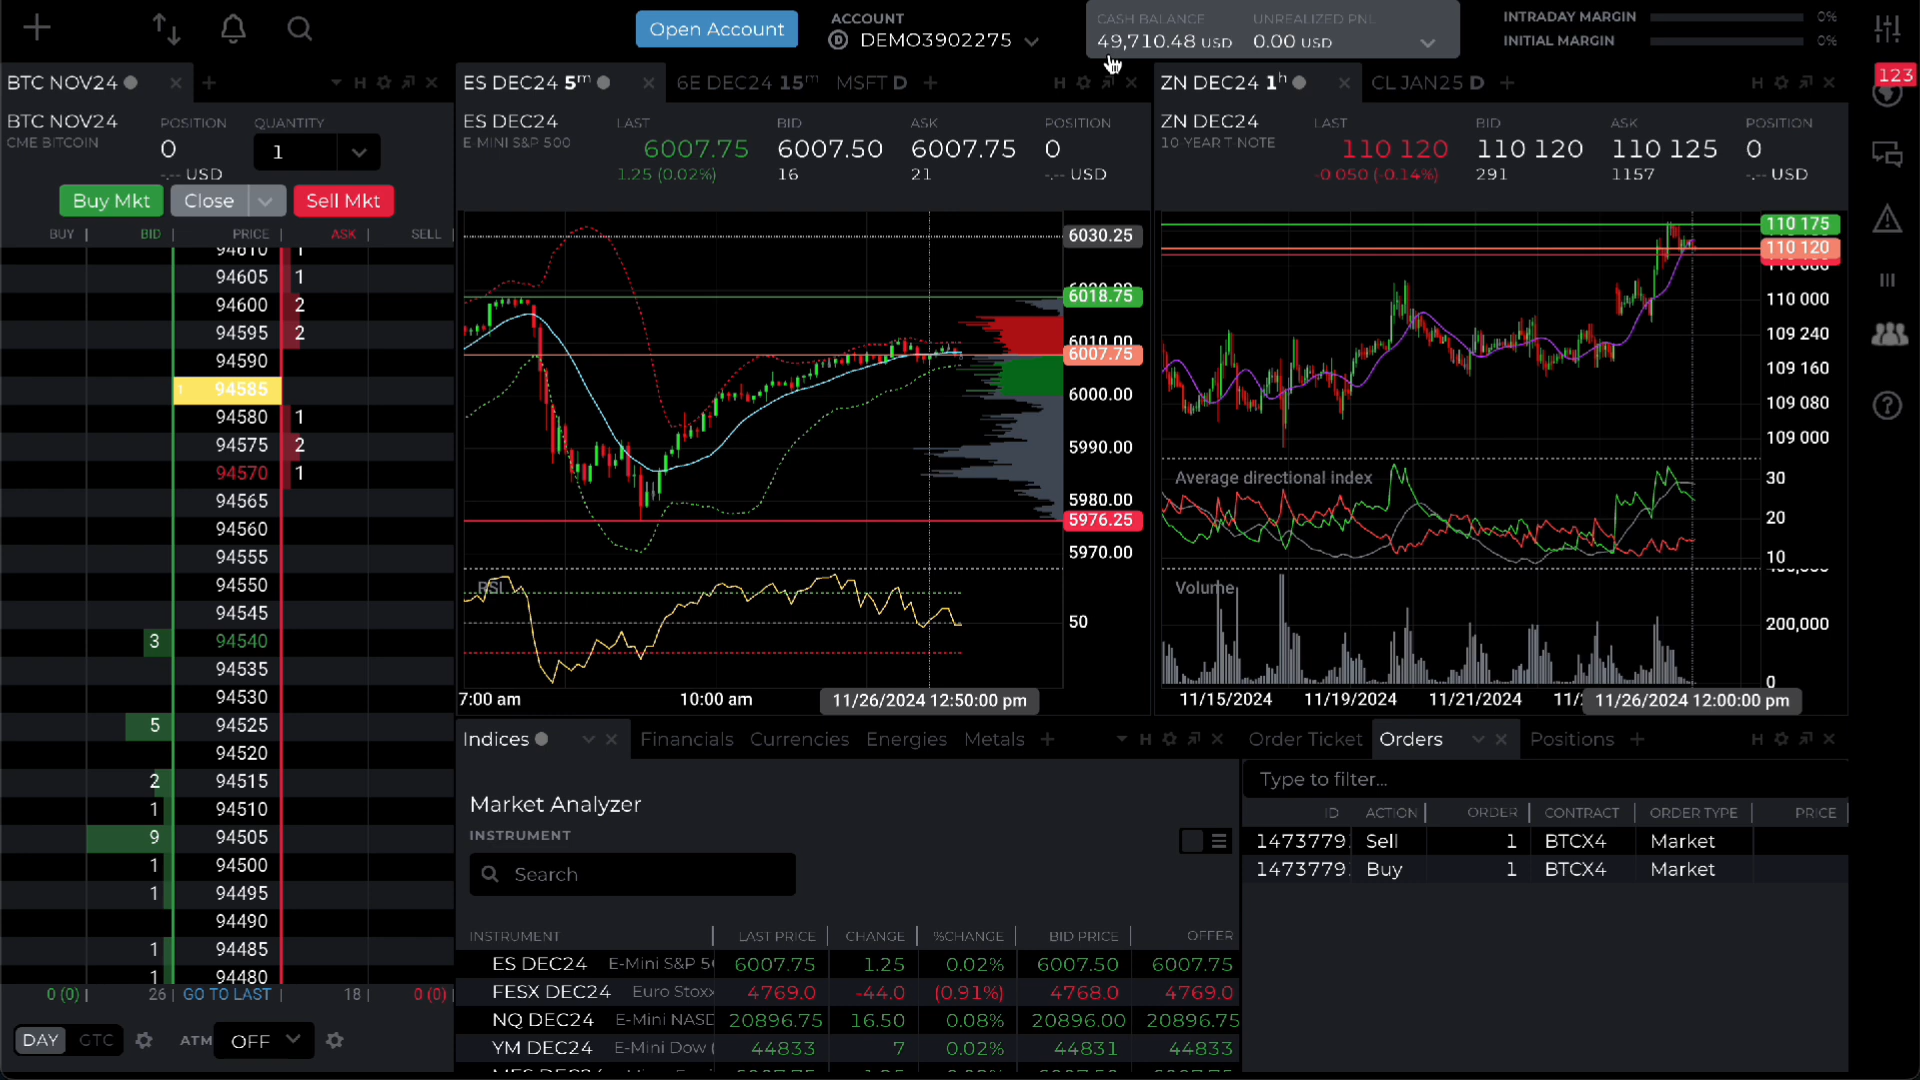 Open Account
ACCOUNT
D DEMO3902275
CASH BALANCE
49,710.48 USD
UNREALIZED PNL
0.00 USD
INTRADAY MARGIN 0%
INITIAL MARGIN 0%
123
BTC NOV24
H
BTC NOV24
CME BITCOIN
POSITION
0
-.-- USD
QUANTITY
1
Buy Mkt Close Sell Mkt
BUY BID PRICE ASK SELL
94610 1
94605 1
94600 2
94595 2
94590
1 94585
94580 1
94575 2
94570 1
94565
94560
94555
94550
94545
3 94540
94535
94530
5 94525
94520
2 94515
1 94510
9 94505
1 94500
1 94495
94490
1 94485
1 94480
0 (0) 26 GO TO LAST 18 0 (0)
DAY GTC ATM OFF
ES DEC24 5m 6E DEC24 15m MSFT D
H
ES DEC24
E MINI S&P 500
LAST
6007.75
1.25 (0.02%)
BID
6007.50
16
ASK
6007.75
21
POSITION
0
-.-- USD
6030.25
6018.75
6010.00
6007.75
6000.00
5990.00
5980.00
5976.25
5970.00
RSI
50
7:00 am 10:00 am 11/26/2024 12:50:00 pm
ZN DEC24 1h CL JAN25 D
H
ZN DEC24
10 YEAR T NOTE
LAST
110 120
-0 050 (-0.14%)
BID
110 120
291
ASK
110 125
1157
POSITION
0
-.-- USD
110 175
110 120
110 000
109 240
109 160
109 080
109 000
Average directional index
30
20
10
Volume
200,000
0
11/15/2024 11/19/2024 11/21/2024 11/26/2024 12:00:00 pm
Indices Financials Currencies Energies Metals
H
Market Analyzer
INSTRUMENT
Search
INSTRUMENT LAST PRICE CHANGE %CHANGE BID PRICE OFFER
ES DEC24 E-Mini S&P 6007.75 1.25 0.02% 6007.50 6007.75
FESX DEC24 Euro Stoxx 4769.0 -44.0 (0.91%) 4768.0 4769.0
NQ DEC24 E-Mini NASD 20896.75 16.50 0.08% 20896.00 20896.75
YM DEC24 E-Mini Dow ( 44833 7 0.02% 44831 44833
Order Ticket Orders Positions
H
Type to filter...
ID ACTION ORDER CONTRACT ORDER TYPE PRICE
1473779 Sell 1 BTCX4 Market
1473779 Buy 1 BTCX4 Market